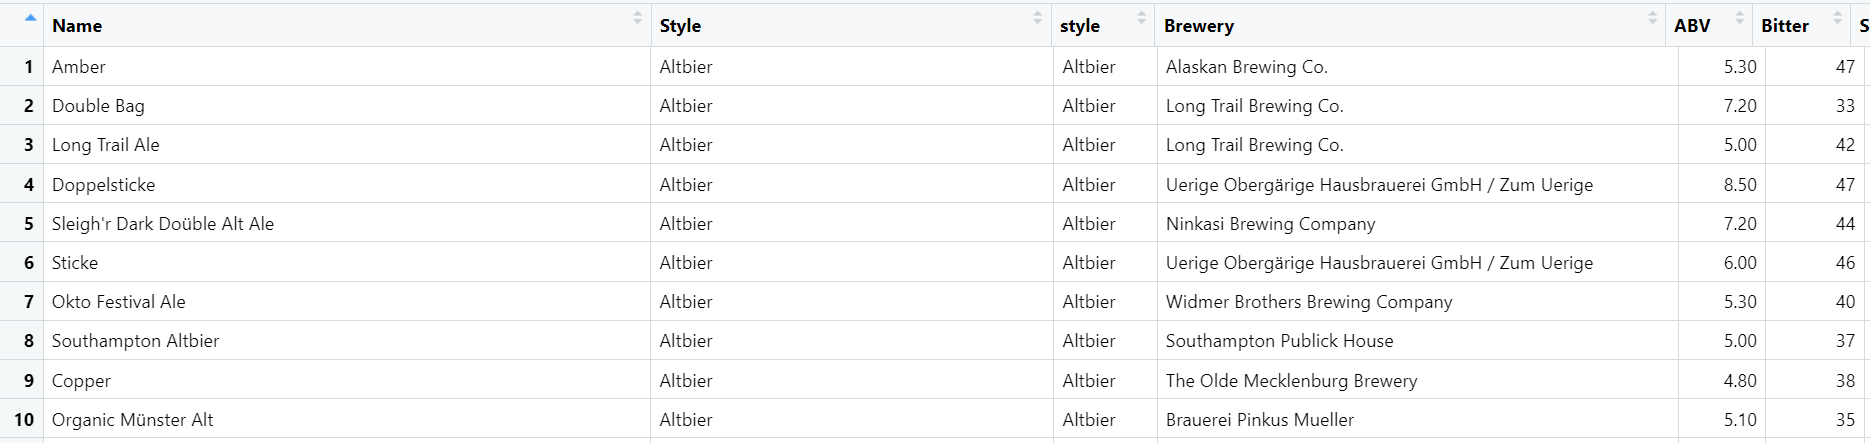 Name Style style Brewery ABV Bitter S
1 Amber Altbier Altbier Alaskan Brewing Co. 5.30 47
2 Double Bag Altbier Altbier Long Trail Brewing Co. 7.20 33
3 Long Trail Ale Altbier Altbier Long Trail Brewing Co. 5.00 42
4 Doppelsticke Altbier Altbier Uerige Obergärige Hausbrauerei GmbH / Zum Uerige 8.50 47
5 Sleigh'r Dark Doüble Alt Ale Altbier Altbier Ninkasi Brewing Company 7.20 44
6 Sticke Altbier Altbier Uerige Obergärige Hausbrauerei GmbH / Zum Uerige 6.00 46
7 Okto Festival Ale Altbier Altbier Widmer Brothers Brewing Company 5.30 40
8 Southampton Altbier Altbier Altbier Southampton Publick House 5.00 37
9 Copper Altbier Altbier The Olde Mecklenburg Brewery 4.80 38
10 Organic Münster Alt Altbier Altbier Brauerei Pinkus Mueller 5.10 35